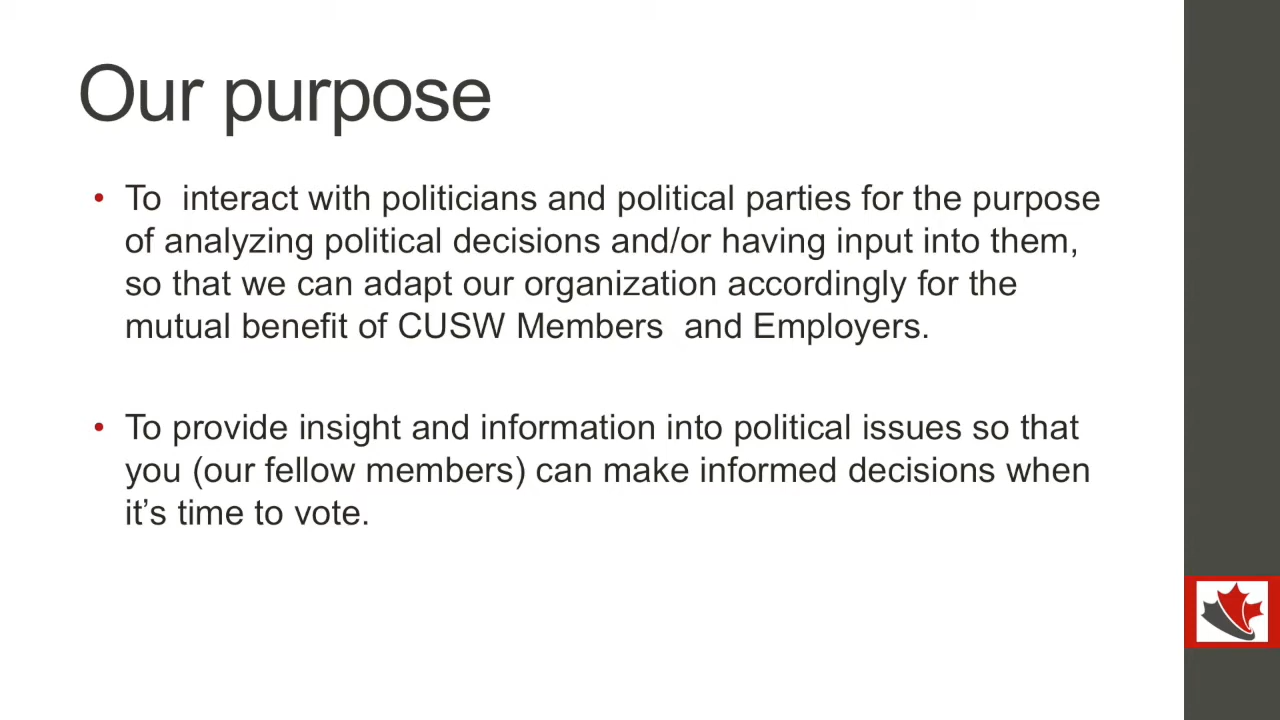 Our purpose
• To  interact with politicians and political parties for the purpose
of analyzing political decisions and/or having input into them,
so that we can adapt our organization accordingly for the
mutual benefit of CUSW Members  and Employers.
• To provide insight and information into political issues so that
you (our fellow members) can make informed decisions when
it’s time to vote.